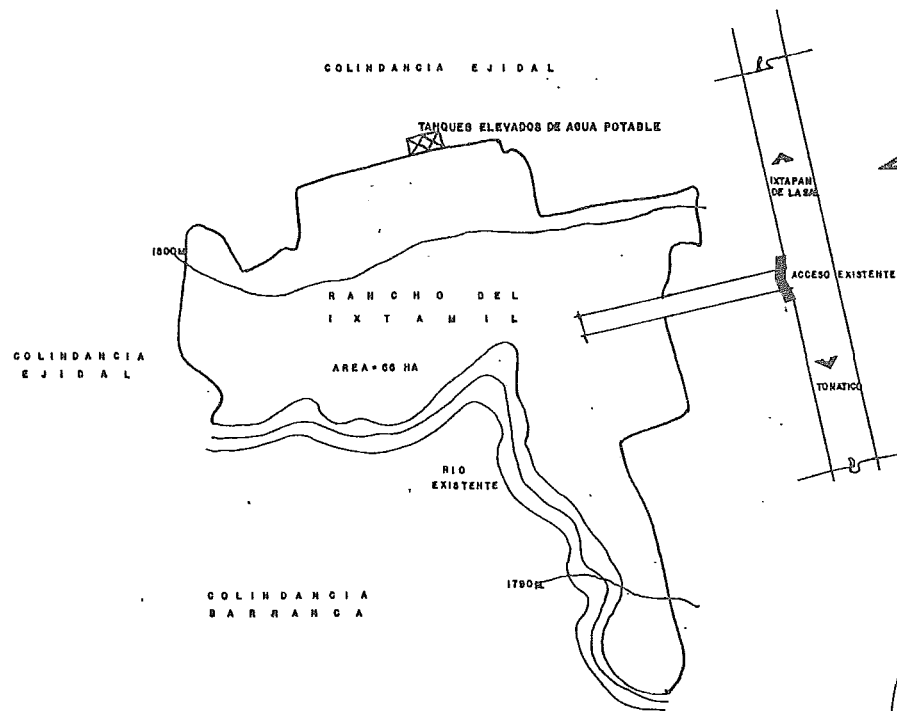 COLINDANCIA EJIDAL
TANQUES ELEVADOS DE AGUA POTABLE
IXTAPAN
DE LA SAL
1800M
ACCESO EXISTENTE
RANCHO DEL
IXTAMIL
COLINDANCIA
EJIDAL
AREA=66 HA
TONATICO
RIO
EXISTENTE
1790M
COLINDANCIA
BARRANCA